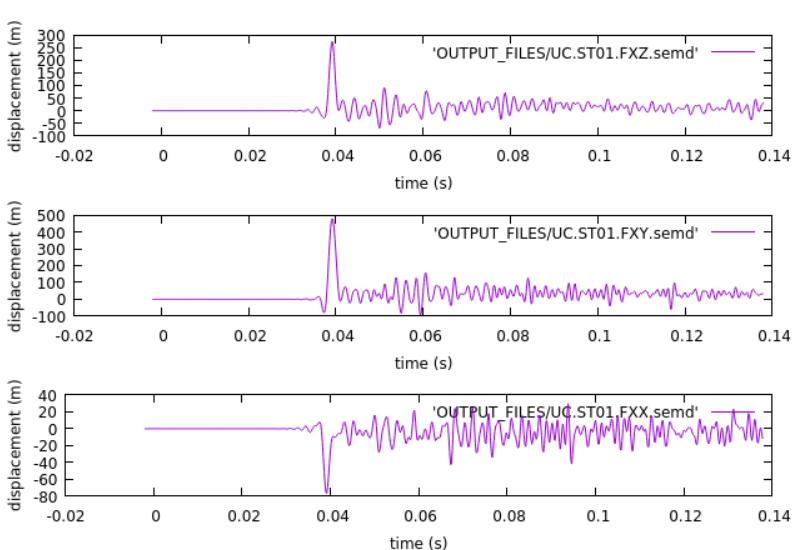 displacement (m)
300
250
200
150
100
50
0
-50
-100
'OUTPUT_FILES/UC.ST01.FXZ.semd'
-0.02 0 0.02 0.04 0.06 0.08 0.1 0.12 0.14
time (s)
displacement (m)
500
400
300
200
100
0
-100
'OUTPUT_FILES/UC.ST01.FXY.semd'
-0.02 0 0.02 0.04 0.06 0.08 0.1 0.12 0.14
time (s)
displacement (m)
40
20
0
-20
-40
-60
-80
'OUTPUT_FILES/UC.ST01.FXX.semd'
-0.02 0 0.02 0.04 0.06 0.08 0.1 0.12 0.14
time (s)